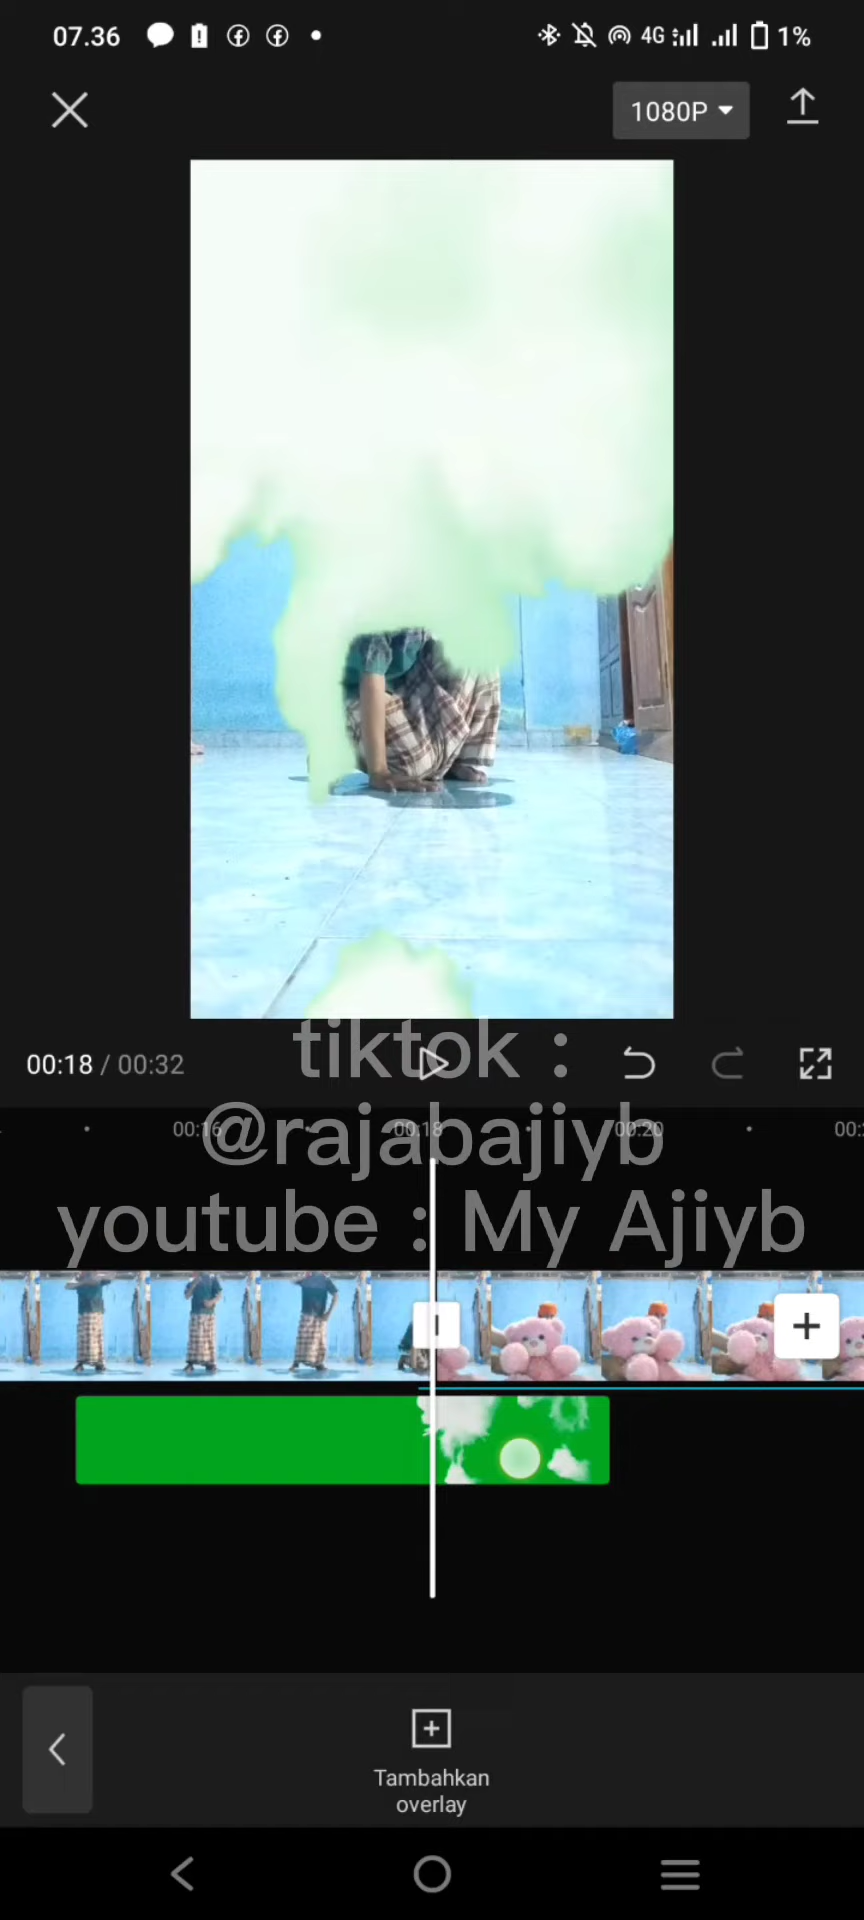 07.36 4G 1%
1080P
00:18 / 00:32
tiktok :
00:16 00:18 00:20
@rajabajiyb
youtube : My Ajiyb
Tambahkan
overlay